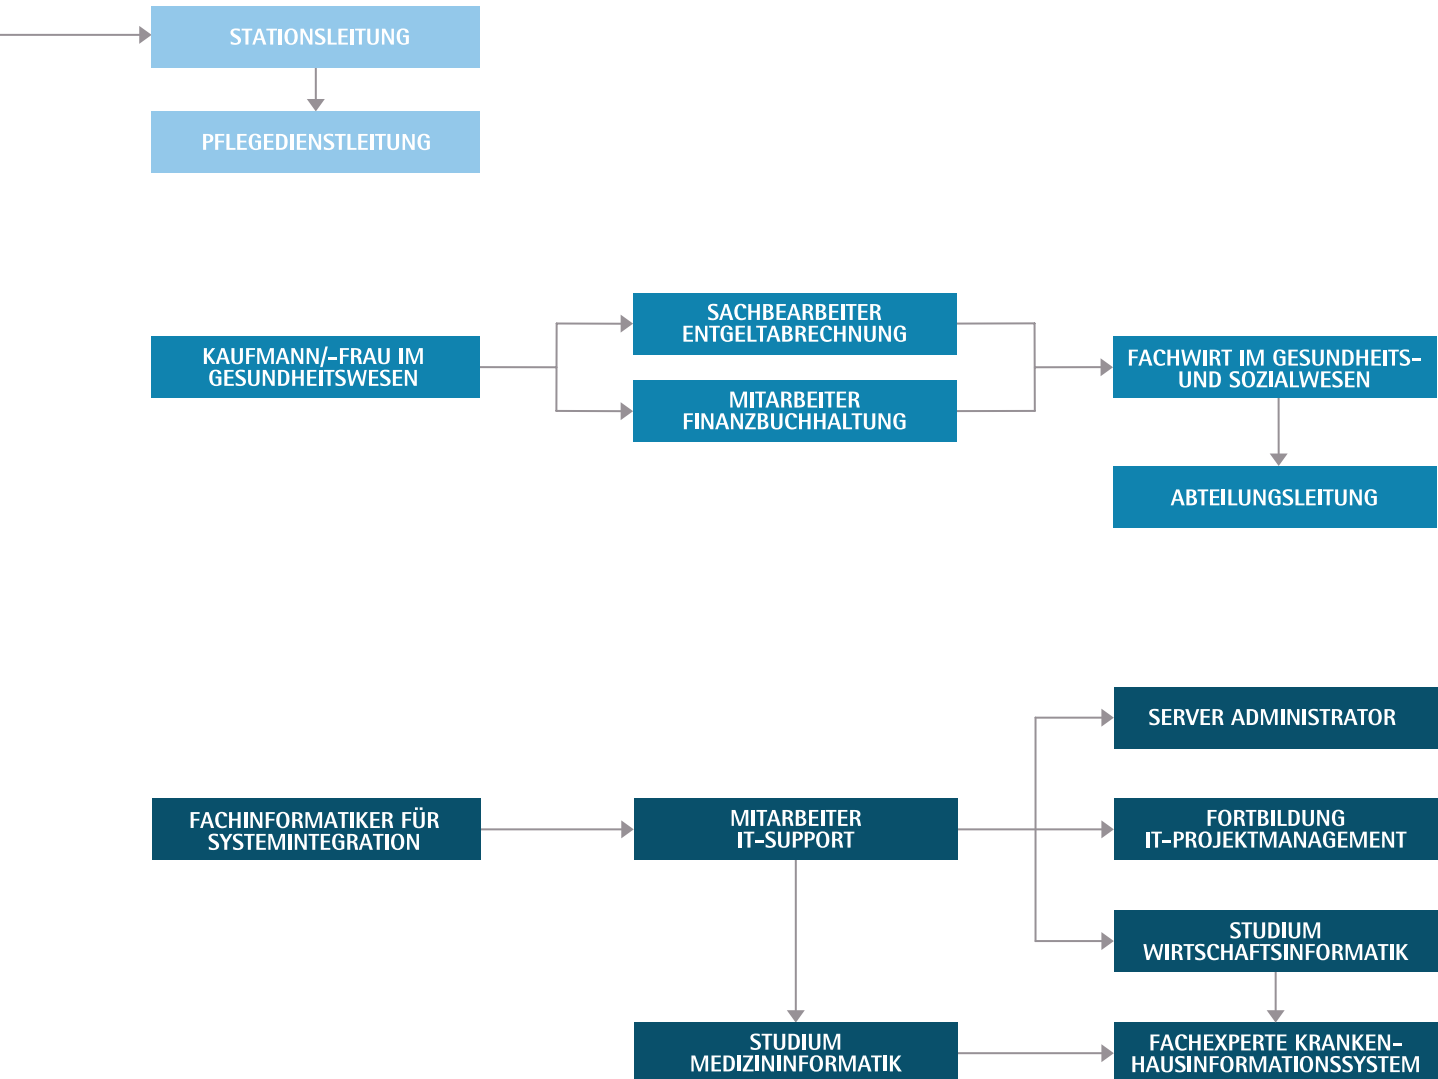 STATIONSLEITUNG
PFLEGEDIENSTLEITUNG
KAUFMANN/-FRAU IM
GESUNDHEITSWESEN
SACHBEARBEITER
ENTGELTABRECHNUNG
MITARBEITER
FINANZBUCHHALTUNG
FACHWIRT IM GESUNDHEITS-
UND SOZIALWESEN
ABTEILUNGSLEITUNG
FACHINFORMATIKER FÜR
SYSTEMINTEGRATION
MITARBEITER
IT-SUPPORT
SERVER ADMINISTRATOR
FORTBILDUNG
IT-PROJEKTMANAGEMENT
STUDIUM
WIRTSCHAFTSINFORMATIK
STUDIUM
MEDIZININFORMATIK
FACHEXPERTE KRANKEN-
HAUSINFORMATIONSSYSTEM